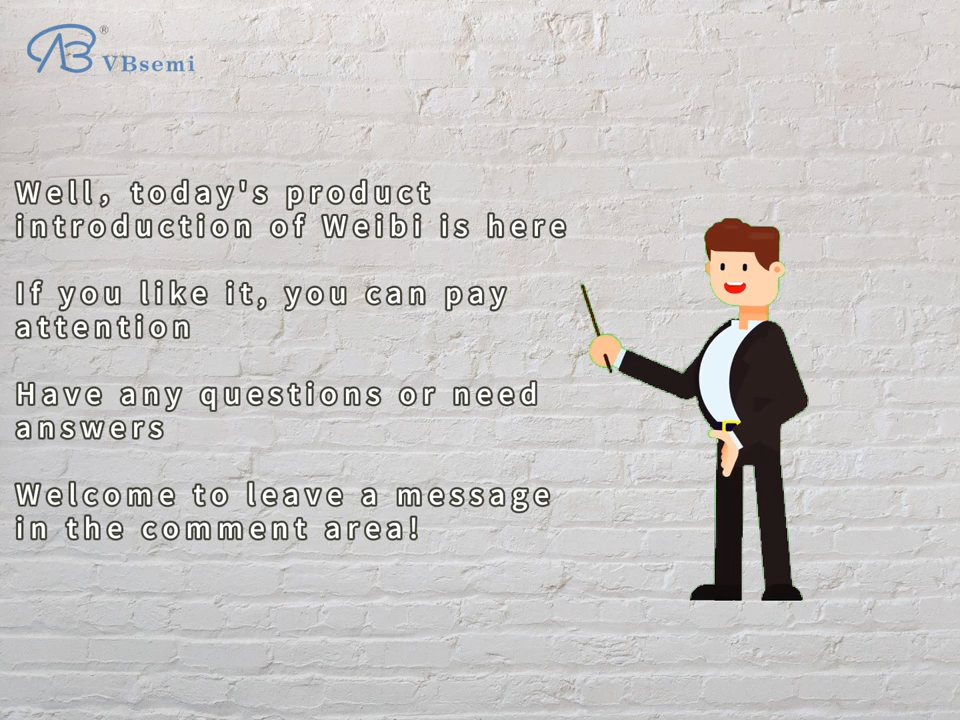 VBsemi
Well, today's product
introduction of Weibi is here
If you like it, you can pay
attention
Have any questions or need
answers
Welcome to leave a message
in the comment area!